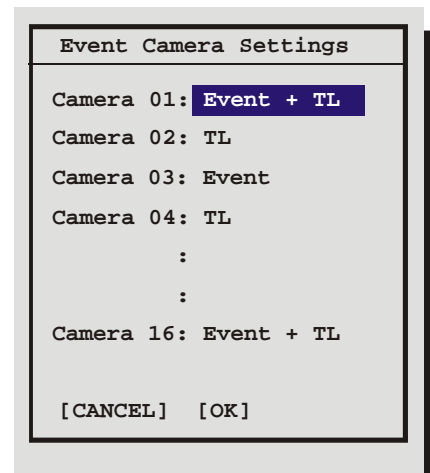 Event Camera Settings
Camera 01: Event + TL
Camera 02: TL
Camera 03: Event
Camera 04: TL
:
:
Camera 16: Event + TL
[CANCEL] [OK]